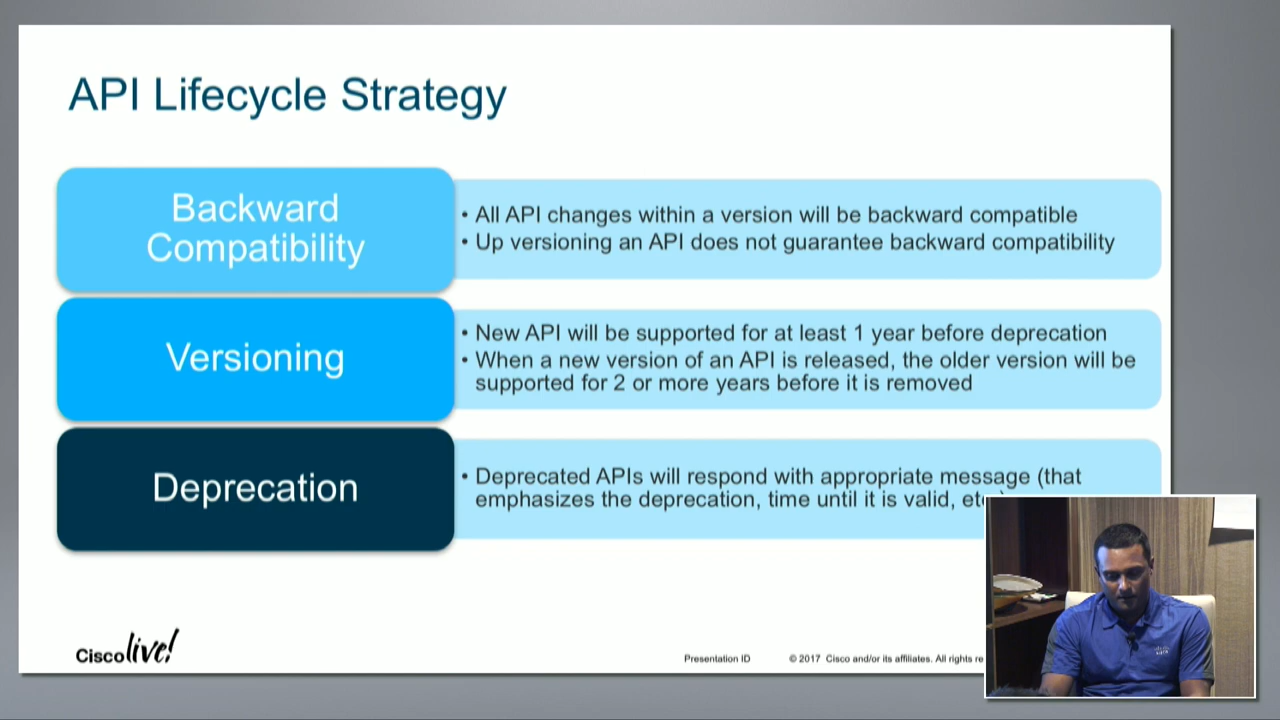 API Lifecycle Strategy
Backward
Compatibility
• All API changes within a version will be backward compatible
• Up versioning an API does not guarantee backward compatibility
Versioning
• New API will be supported for at least 1 year before deprecation
• When a new version of an API is released, the older version will be
supported for 2 or more years before it is removed
Deprecation
• Deprecated APIs will respond with appropriate message (that
emphasizes the deprecation, time until it is valid,
Cisco live!
Presentation ID
© 2017 Cisco and/or its affiliates. All rights
cisco